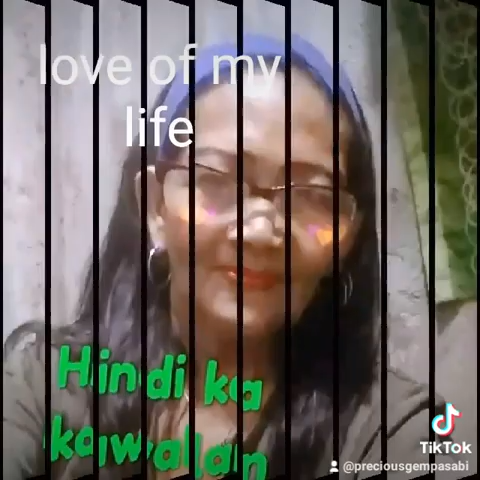 love of my
life
Hindi ka
kawalan
TikTok
@preciousgempasabi